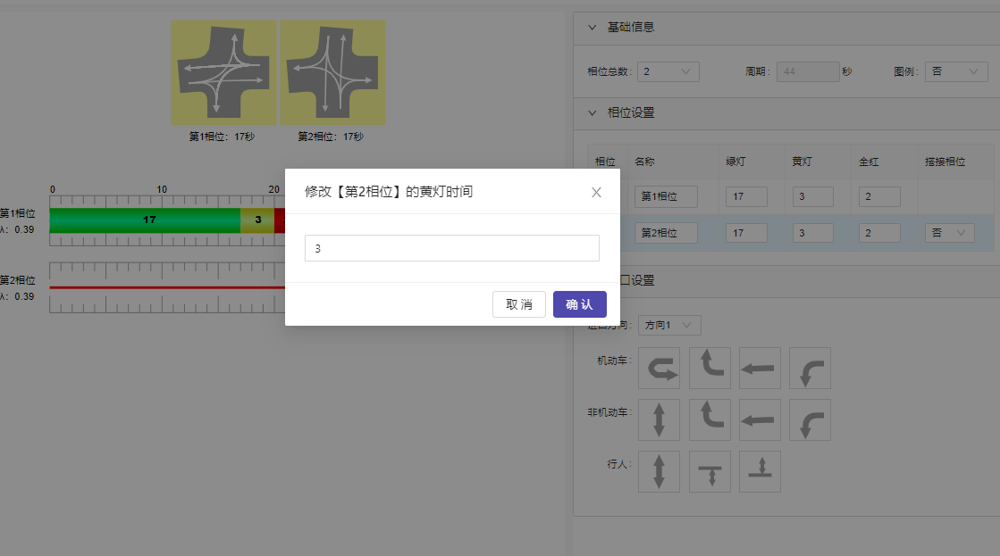 基础信息
相位总数: 2 周期: 44 秒 图例: 否
相位设置
第1相位: 17秒 第2相位: 17秒
相位 名称 绿灯 黄灯 全红 搭接相位
第1相位 17 3 2
第2相位 17 3 2 否
0 10 20
第1相位 17 3
: 0.39
第2相位
: 0.39
修改【第2相位】的黄灯时间
3
取 消 确 认
口设置
方向: 方向1
机动车:
非机动车:
行人: